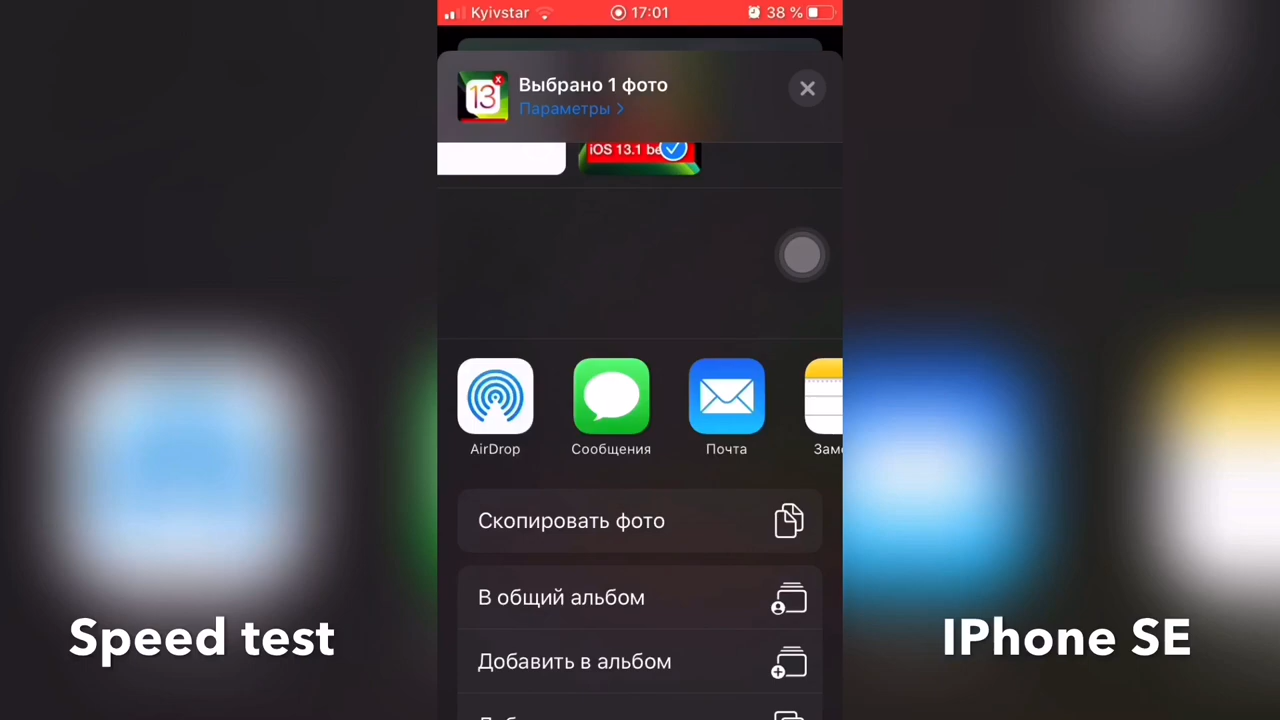 Kyivstar 17:01 38 %
13
Выбрано 1 фото
Параметры >
iOS 13.1 be
AirDrop Сообщения Почта Заме
Скопировать фото
В общий альбом
Добавить в альбом
Speed test
IPhone SE